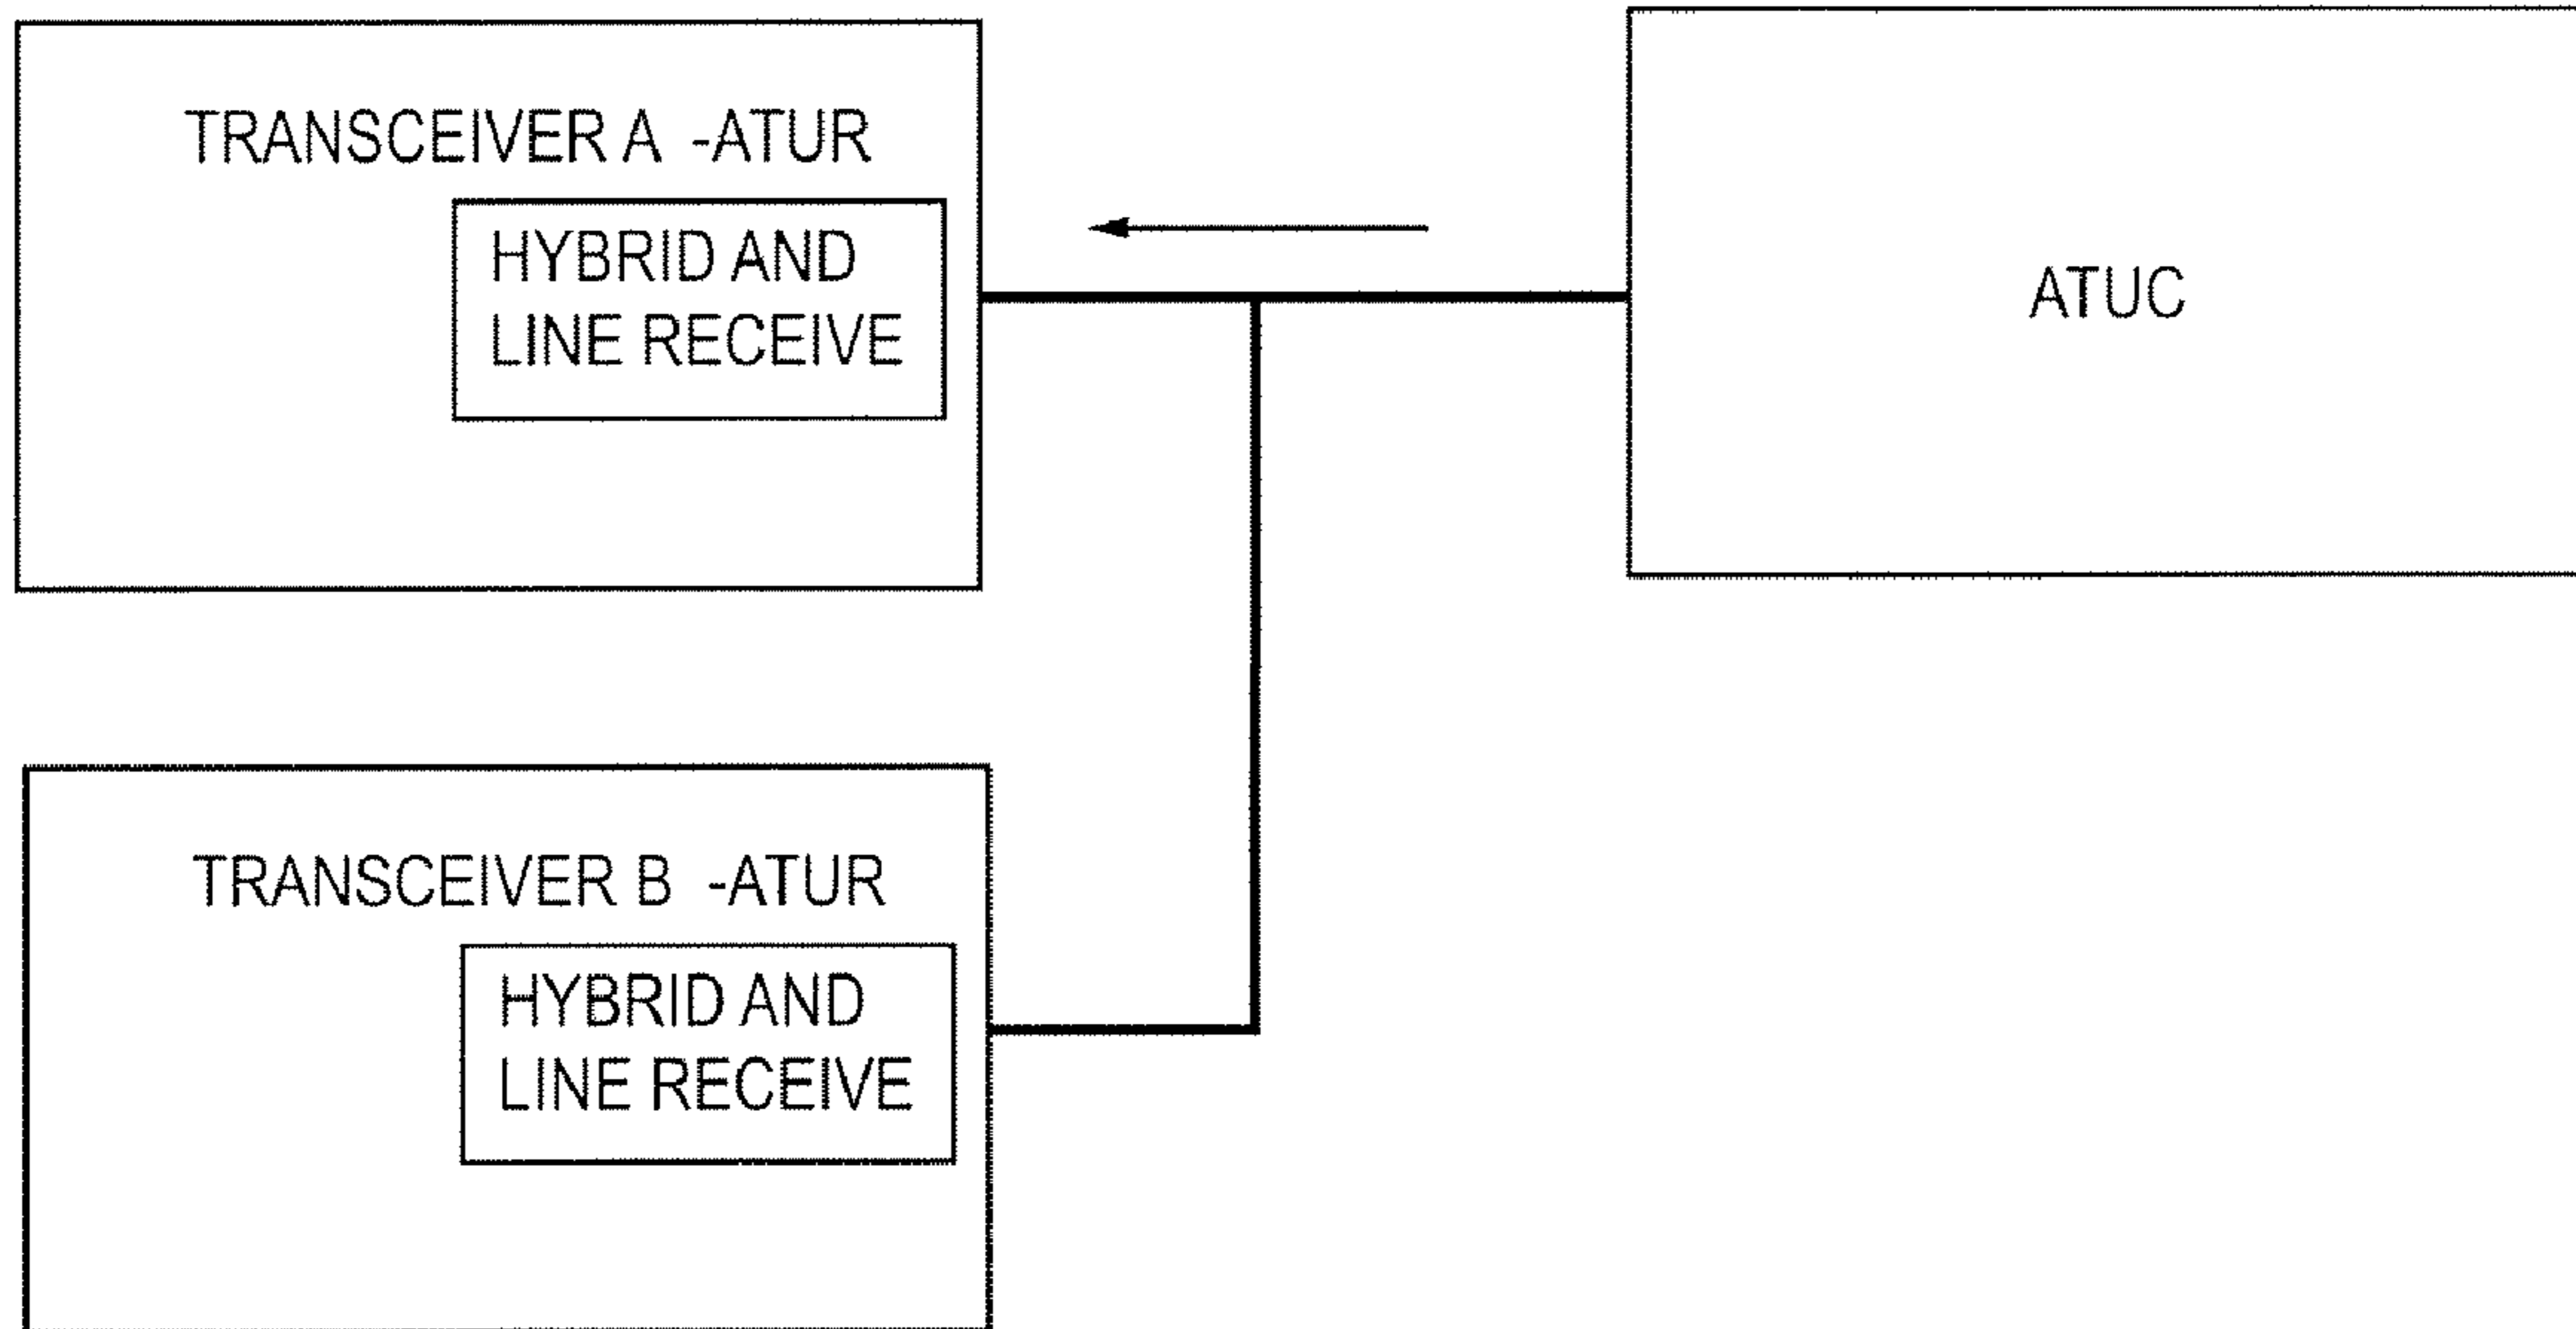 TRANSCEIVER A -ATUR
HYBRID AND
LINE RECEIVE
ATUC
TRANSCEIVER B -ATUR
HYBRID AND
LINE RECEIVE